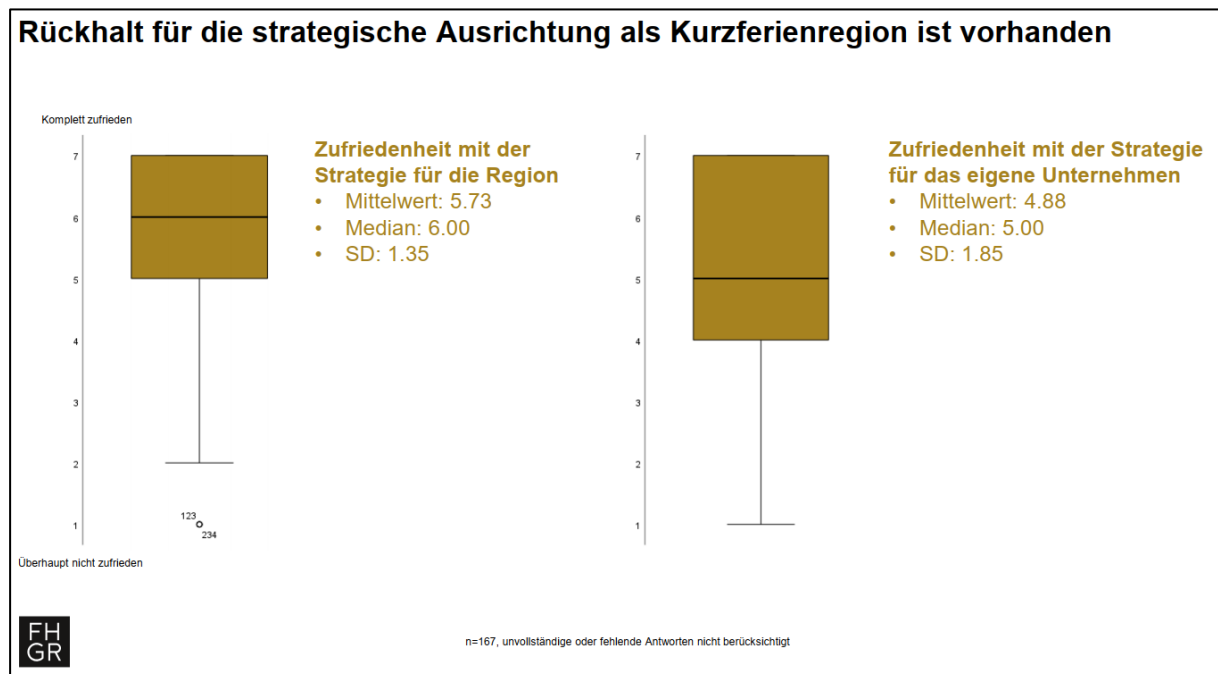 Rückhalt für die strategische Ausrichtung als Kurzferienregion ist vorhanden
Komplett zufrieden
7
6
5
4
3
2
1
123
234
Überhaupt nicht zufrieden
Zufriedenheit mit der
Strategie für die Region
• Mittelwert: 5.73
• Median: 6.00
• SD: 1.35
7
6
5
4
3
2
1
Zufriedenheit mit der Strategie
für das eigene Unternehmen
• Mittelwert: 4.88
• Median: 5.00
• SD: 1.85
FH
GR
n=167, unvollständige oder fehlende Antworten nicht berücksichtigt